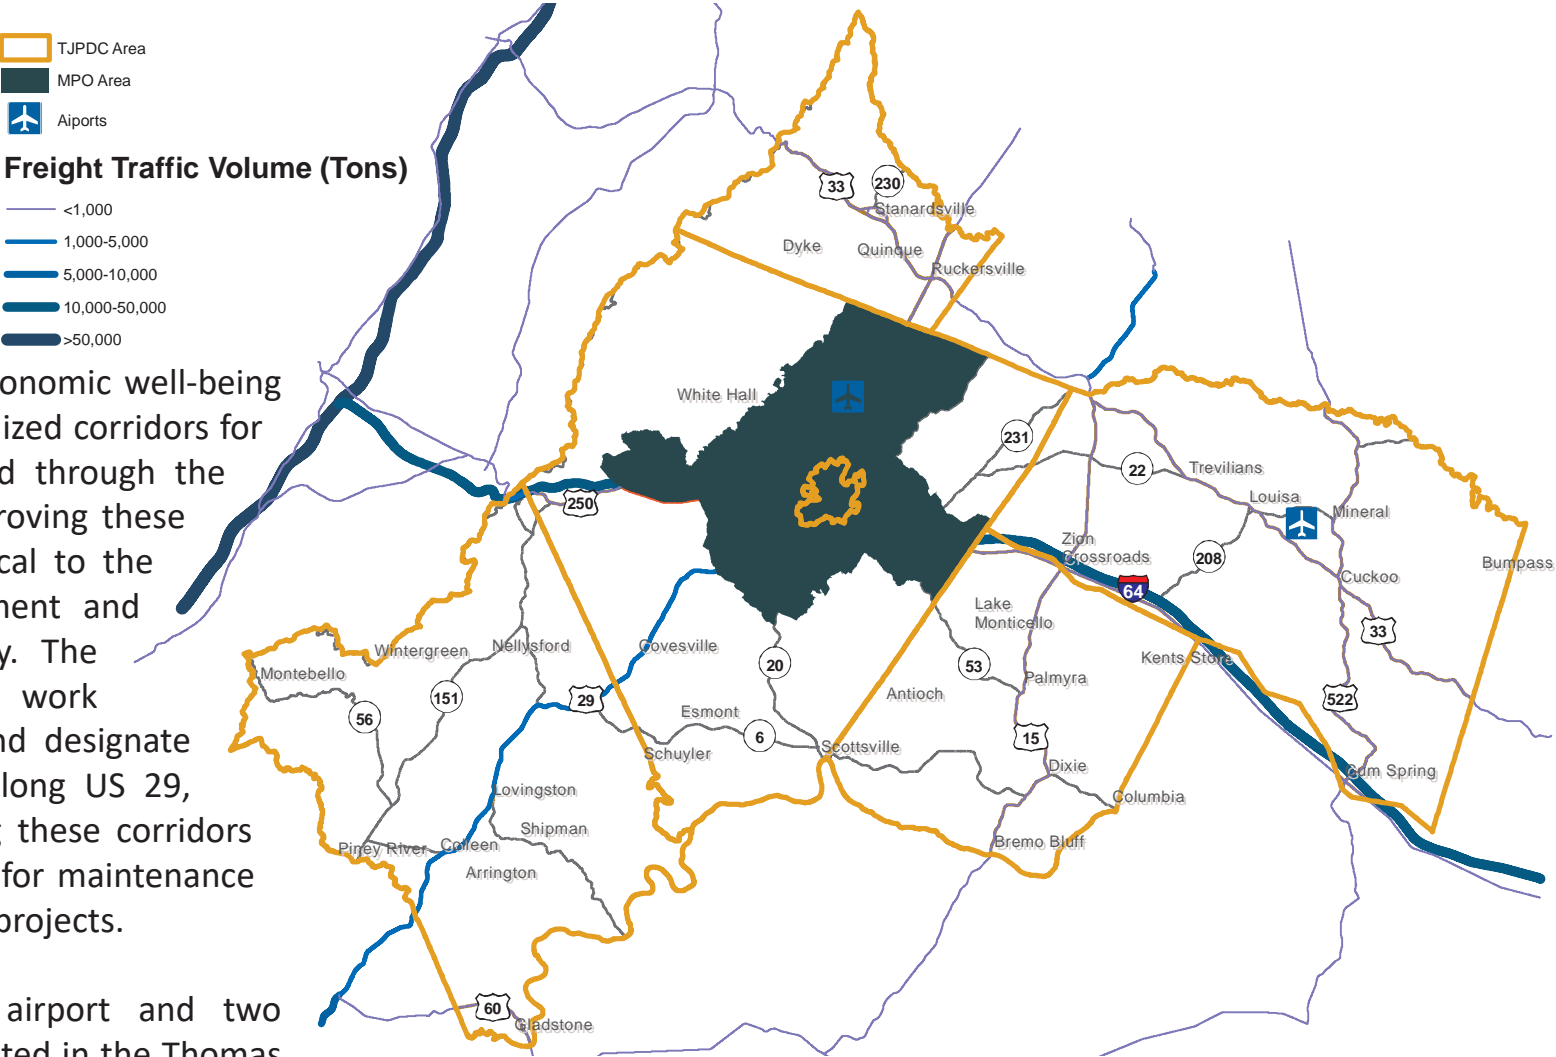 TJPDC Area
MPO Area
Aiports
Freight Traffic Volume (Tons)
<1,000
1,000-5,000
5,000-10,000
10,000-50,000
>50,000
onomic well-being
ized corridors for
d through the
roving these
cal to the
ment and
y. The
work
nd designate
long US 29,
g these corridors
for maintenance
projects.
airport and two
ted in the Thomas
33
230
Stanardsville
Dyke
Quinque
Ruckersville
White Hall
231
22
Trevilians
Louisa
Mineral
250
Zion
Crossroads
208
Bumpass
Cuckoo
64
Lake
Monticello
33
Wintergreen
Nellysford
Covesville
20
53
Kents Store
Montebello
151
29
Palmyra
522
56
Antioch
Esmont
6
15
Schuyler
Scottsville
Dixie
Gum Spring
Lovingston
Columbia
Shipman
Piney River
Colleen
Bremo Bluff
Arrington
60
Gladstone